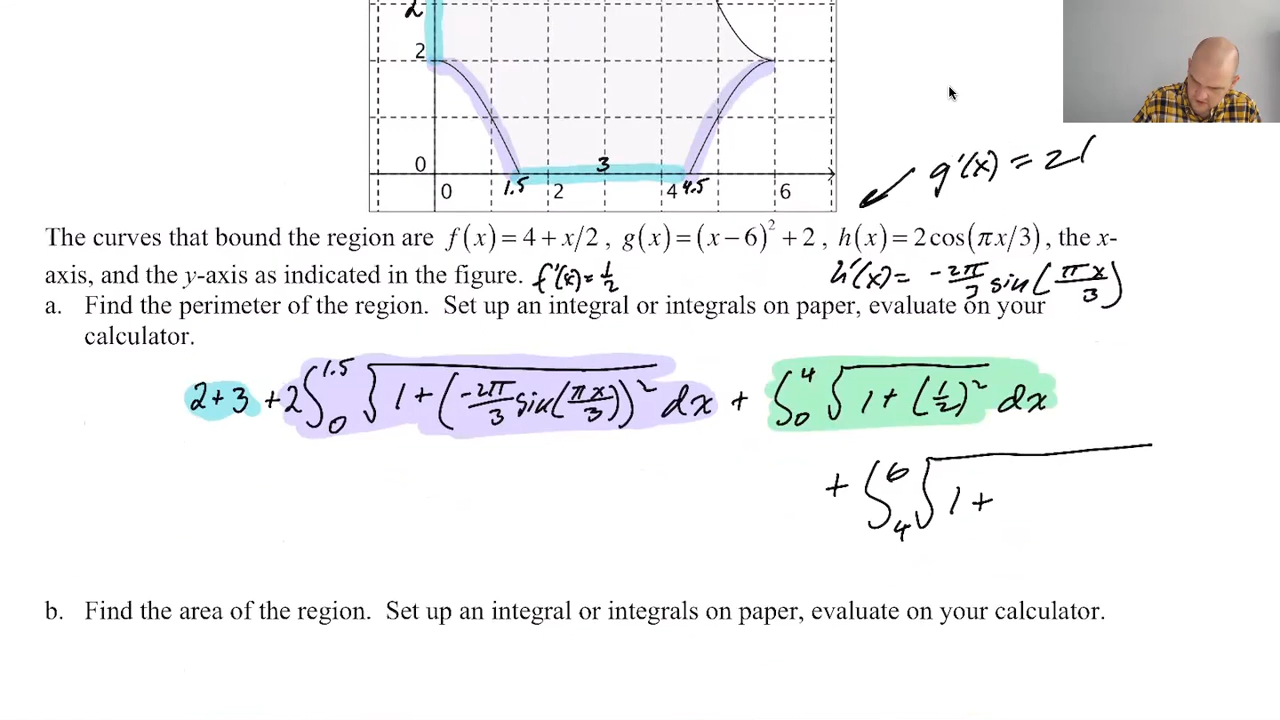 2
2
0
3
0 1.5 2 4 4.5 6
g'(x) = 2(
The curves that bound the region are f(x) = 4 + x/2 , g(x) = (x−6)² + 2 , h(x) = 2cos(πx/3) , the x-
axis, and the y-axis as indicated in the figure. f'(x) = 1/2 h'(x) = -2π/3 sin(πx/3)
a. Find the perimeter of the region. Set up an integral or integrals on paper, evaluate on your
calculator.
2+3 + 2∫₀^1.5 √(1 + (-2π/3 sin(πx/3))²) dx + ∫₀^4 √(1 + (1/2)²) dx
+ ∫₄^6 √(1 +
b. Find the area of the region. Set up an integral or integrals on paper, evaluate on your calculator.